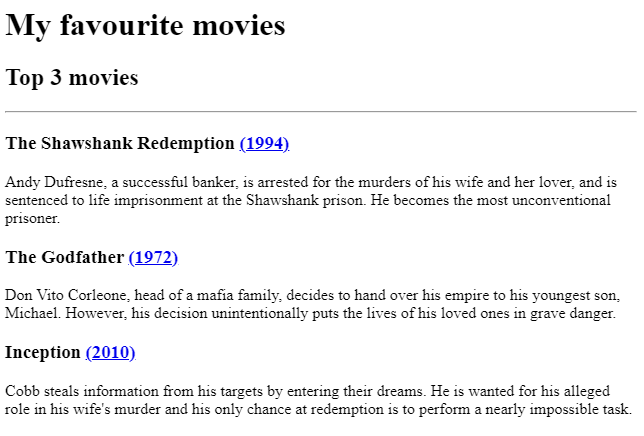 My favourite movies
Top 3 movies
The Shawshank Redemption (1994)
Andy Dufresne, a successful banker, is arrested for the murders of his wife and her lover, and is
sentenced to life imprisonment at the Shawshank prison. He becomes the most unconventional
prisoner.
The Godfather (1972)
Don Vito Corleone, head of a mafia family, decides to hand over his empire to his youngest son,
Michael. However, his decision unintentionally puts the lives of his loved ones in grave danger.
Inception (2010)
Cobb steals information from his targets by entering their dreams. He is wanted for his alleged
role in his wife's murder and his only chance at redemption is to perform a nearly impossible task.